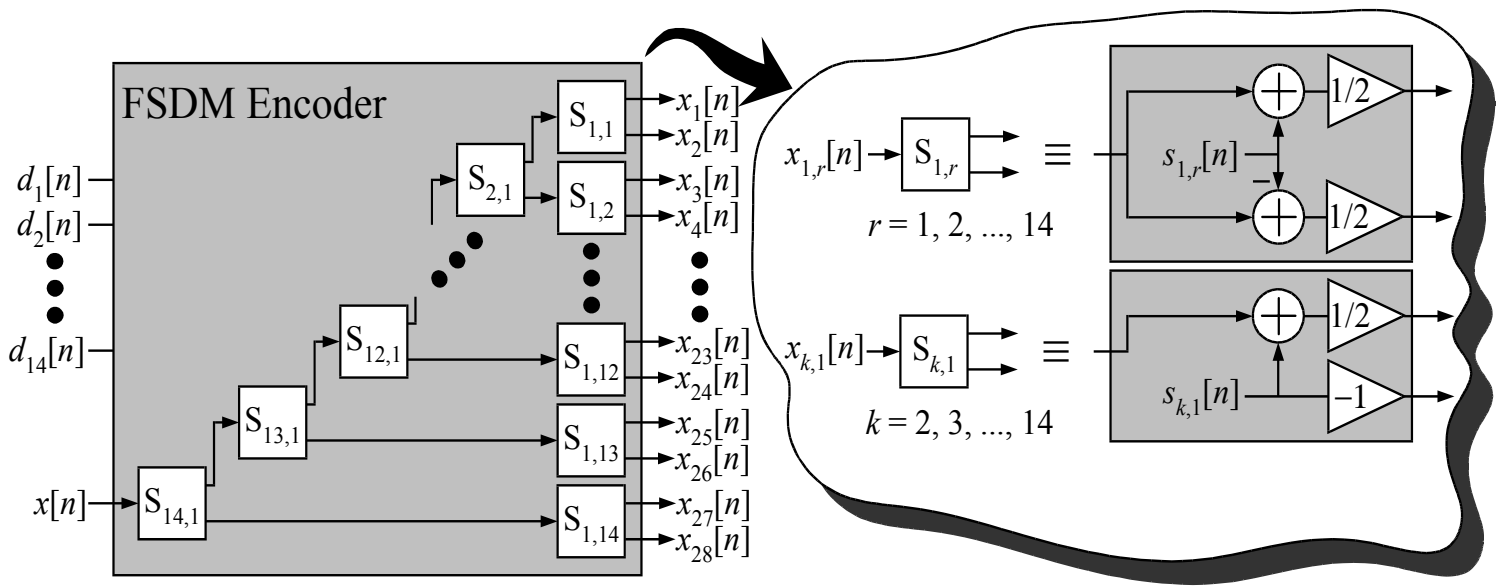 FSDM Encoder
d₁[n]
d₂[n]
d₁₄[n]
x[n]
S₁₄,₁
S₁₃,₁
S₁₂,₁
S₂,₁
S₁,₁
S₁,₂
S₁,₁₂
S₁,₁₃
S₁,₁₄
x₁[n]
x₂[n]
x₃[n]
x₄[n]
x₂₃[n]
x₂₄[n]
x₂₅[n]
x₂₆[n]
x₂₇[n]
x₂₈[n]
x₁,ᵣ[n]
S₁,ᵣ
≡
r = 1, 2, ..., 14
s₁,ᵣ[n]
+
−
+
1/2
1/2
xₖ,₁[n]
Sₖ,₁
≡
k = 2, 3, ..., 14
sₖ,₁[n]
+
1/2
−1